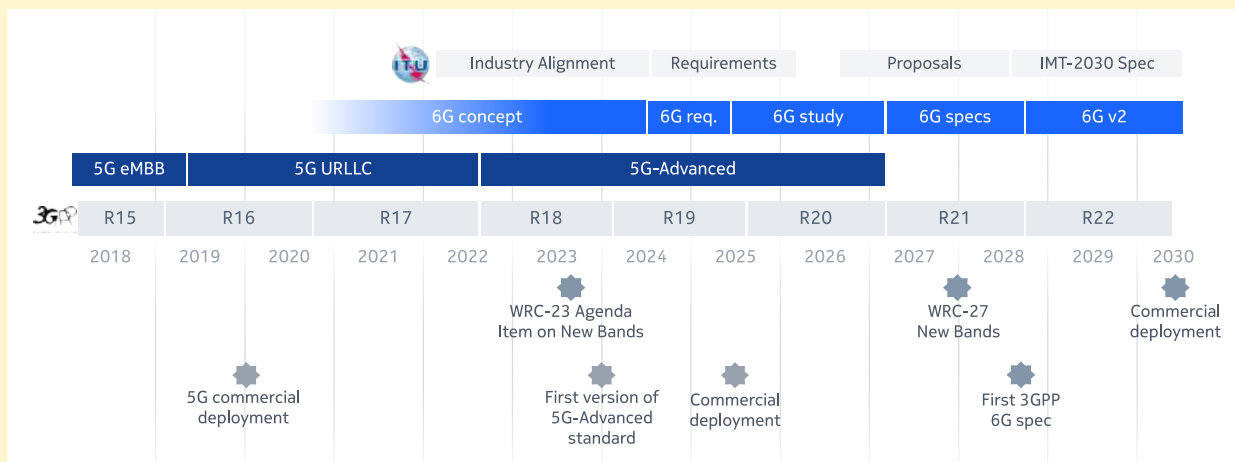 ITU
Industry Alignment
Requirements
Proposals
IMT-2030 Spec
6G concept
6G req.
6G study
6G specs
6G v2
5G eMBB
5G URLLC
5G-Advanced
3GPP
R15
R16
R17
R18
R19
R20
R21
R22
2018
2019
2020
2021
2022
2023
2024
2025
2026
2027
2028
2029
2030
WRC-23 Agenda
Item on New Bands
WRC-27
New Bands
Commercial
deployment
5G commercial
deployment
First version of
5G-Advanced
standard
Commercial
deployment
First 3GPP
6G spec